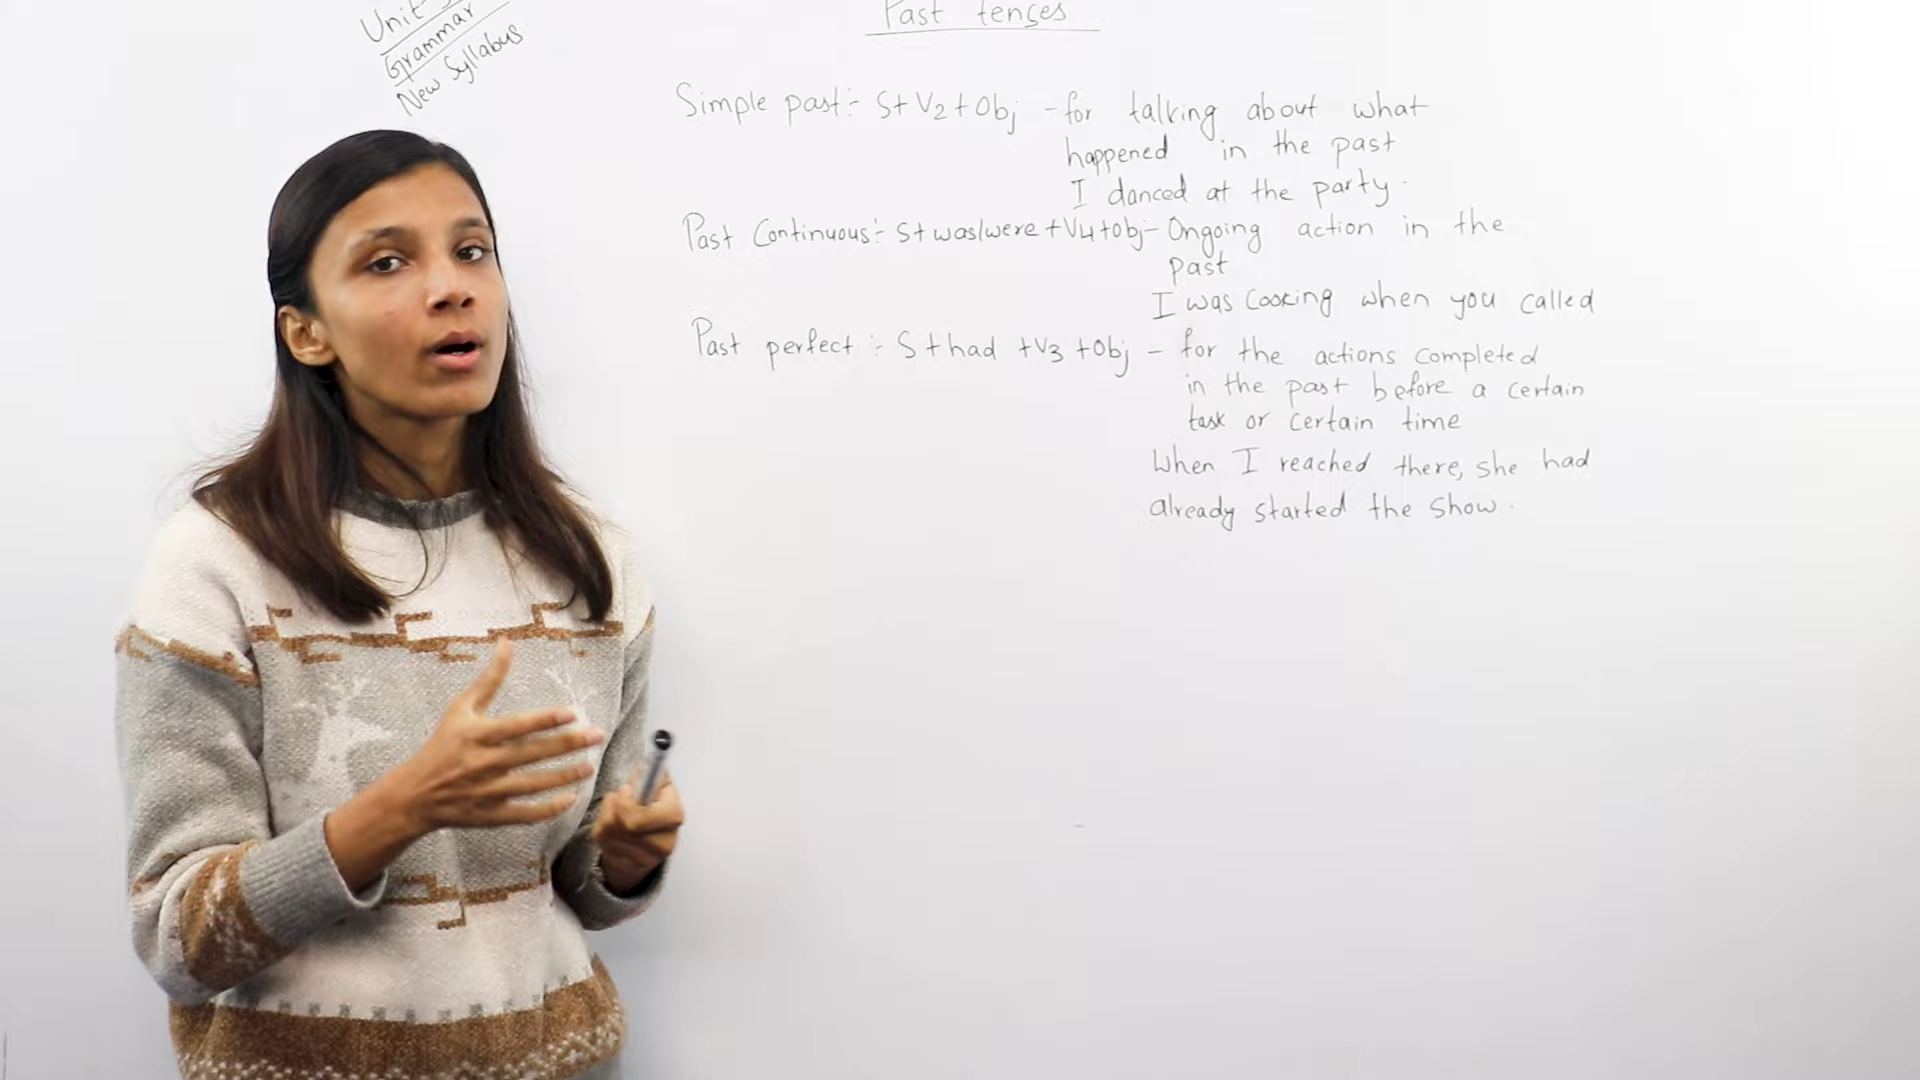 Unit
Grammar
New Syllabus
Past tenses
Simple past :- S+V2+Obj - for talking about what
happened in the past
I danced at the party.
Past Continuous :- S+was/were+V4+obj - Ongoing action in the
past
I was Cooking when you called
Past perfect :- S+had+V3+Obj - for the actions completed
in the past before a certain
task or certain time
When I reached there, she had
already started the show.